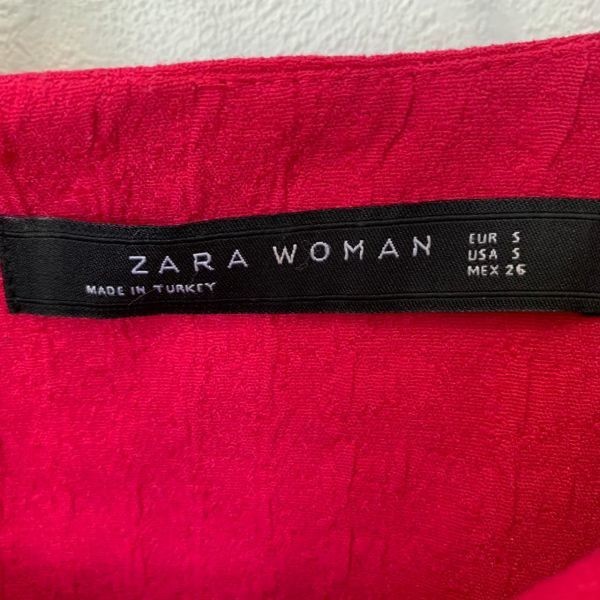 ZARA WOMAN
MADE IN TURKEY
EUR S
USA S
MEX 26